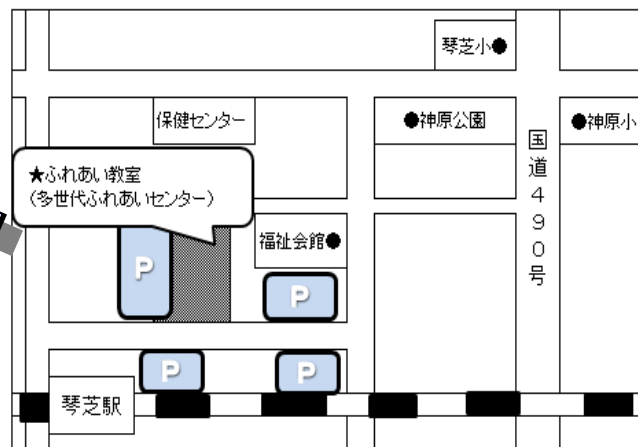 琴芝小●
保健センター
●神原公園
●神原小
国道490号
★ふれあい教室
(多世代ふれあいセンター)
福祉会館●
P
P
P
P
琴芝駅